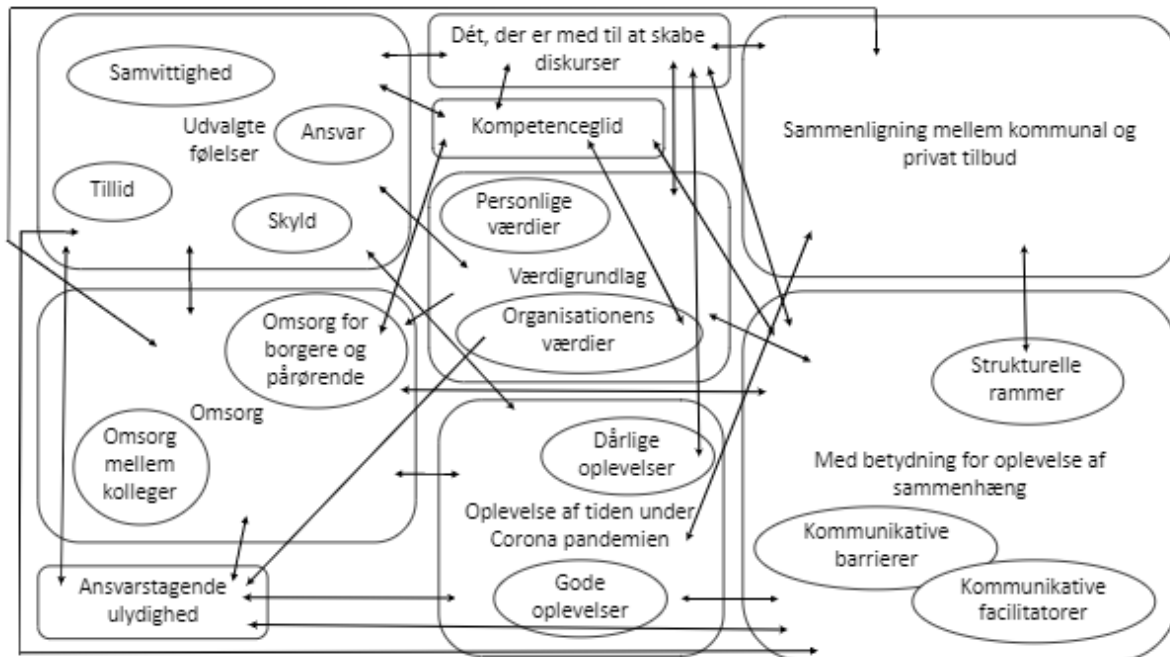 Samvittighed
Udvalgte
følelser
Ansvar
Tillid
Skyld
Dét, der er med til at skabe
diskurser
Kompetenceglid
Sammenligning mellem kommunal og
privat tilbud
Personlige
værdier
Værdigrundlag
Organisationens
værdier
Omsorg for
borgere og
pårørende
Omsorg
Omsorg
mellem
kolleger
Dårlige
oplevelser
Oplevelse af tiden under
Corona pandemien
Gode
oplevelser
Strukturelle
rammer
Med betydning for oplevelse af
sammenhæng
Kommunikative
barrierer
Kommunikative
facilitatorer
Ansvarstagende
ulydighed